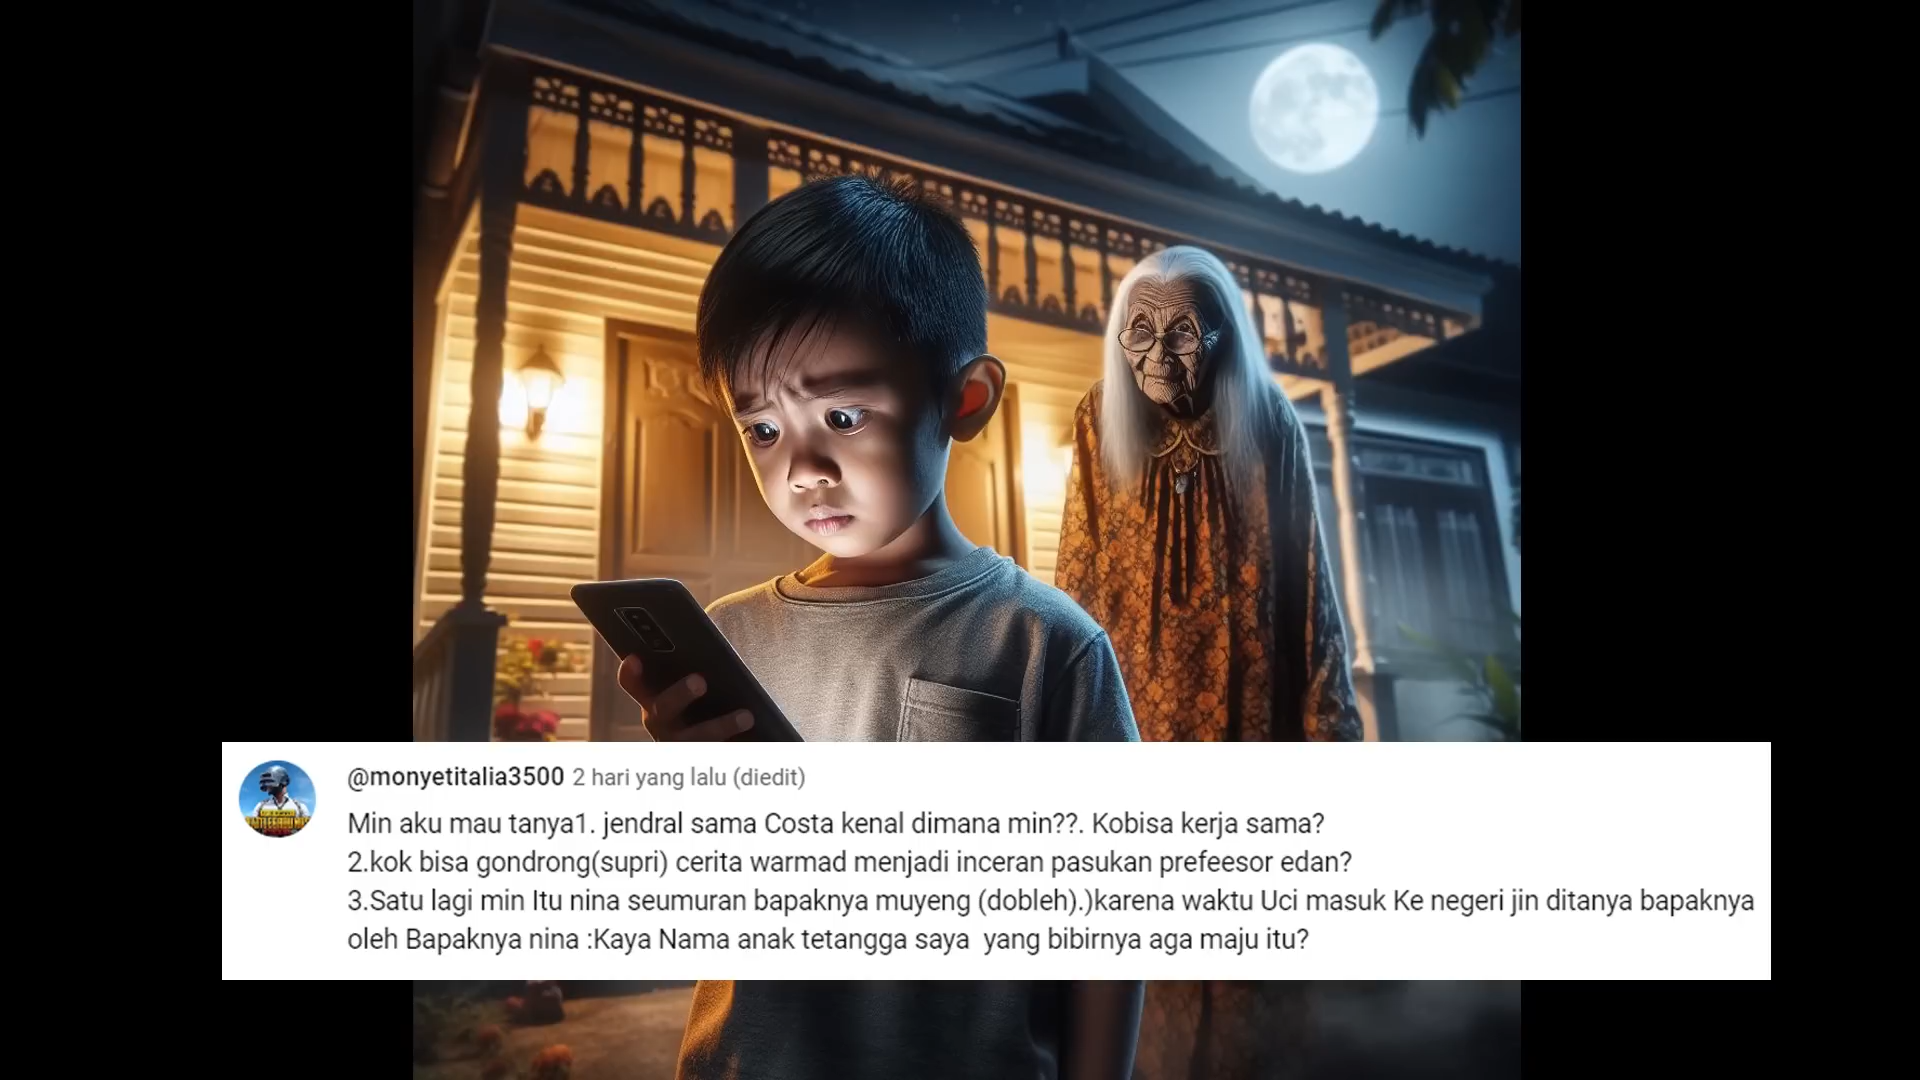 @monyetitalia3500 2 hari yang lalu (diedit)
Min aku mau tanya1. jendral sama Costa kenal dimana min??. Kobisa kerja sama?
2.kok bisa gondrong(supri) cerita warmad menjadi inceran pasukan prefeesor edan?
3.Satu lagi min Itu nina seumuran bapaknya muyeng (dobleh).)karena waktu Uci masuk Ke negeri jin ditanya bapaknya
oleh Bapaknya nina :Kaya Nama anak tetangga saya  yang bibirnya aga maju itu?